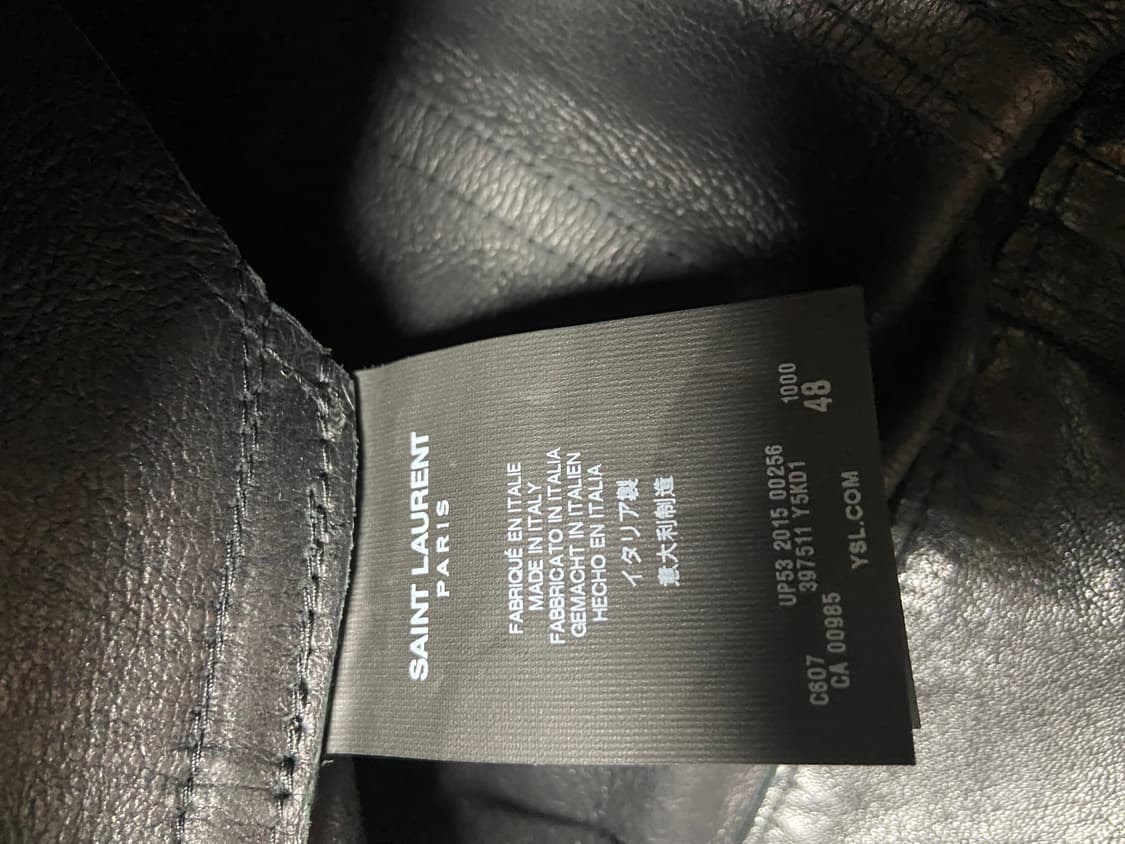 SAINT LAURENT
PARIS
FABRIQUÉ EN ITALIE
MADE IN ITALY
FABBRICATO IN ITALIA
GEMACHT IN ITALIEN
HECHO EN ITALIA
イタリア製
意大利制造
C607 UP53 2015 00256 1000
CA 00985 397511 Y5KD1 48
YSL.COM